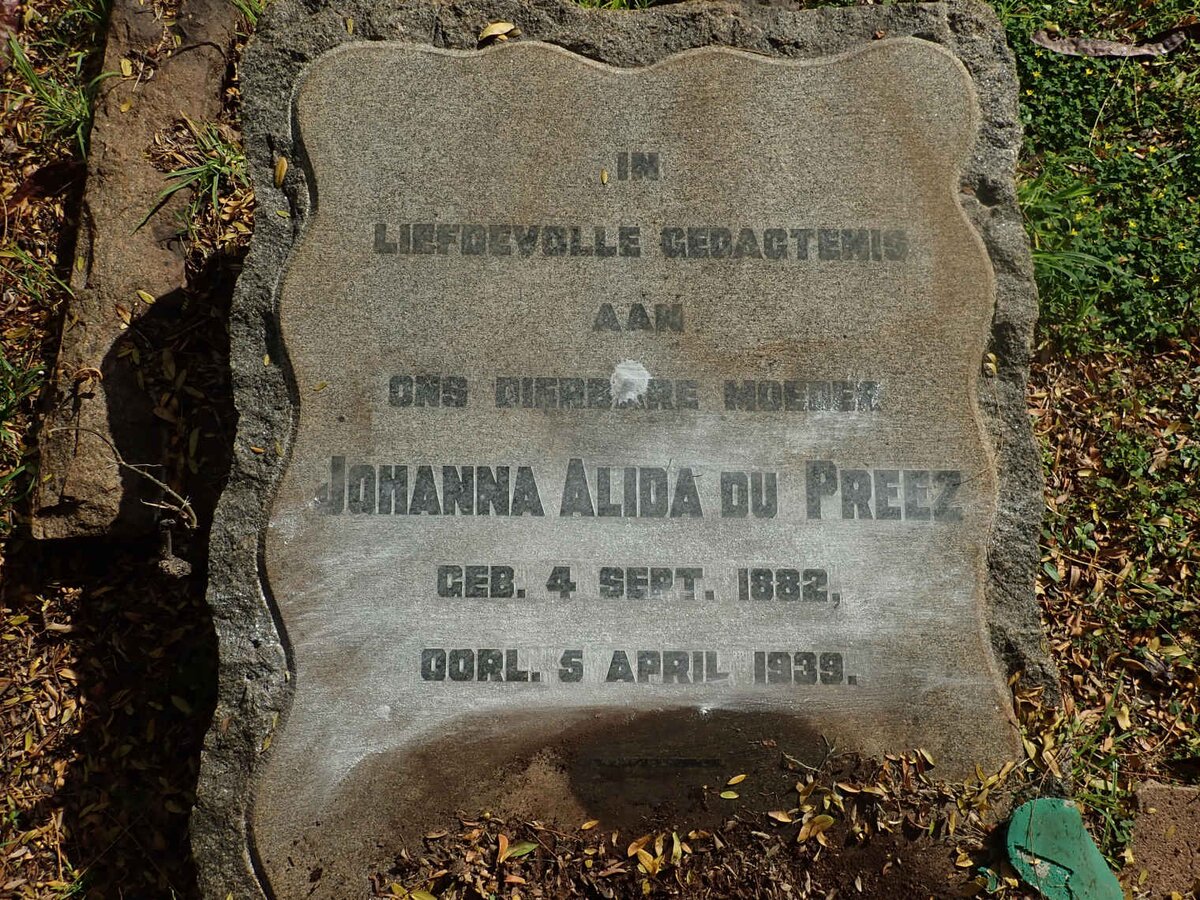 IN
LIEFDEVOLLE GEDAGTENIS
AAN
ONS DIERBARE MOEDER
JOHANNA ALIDA DU PREEZ
GEB. 4 SEPT. 1882,
OORL. 5 APRIL 1939.